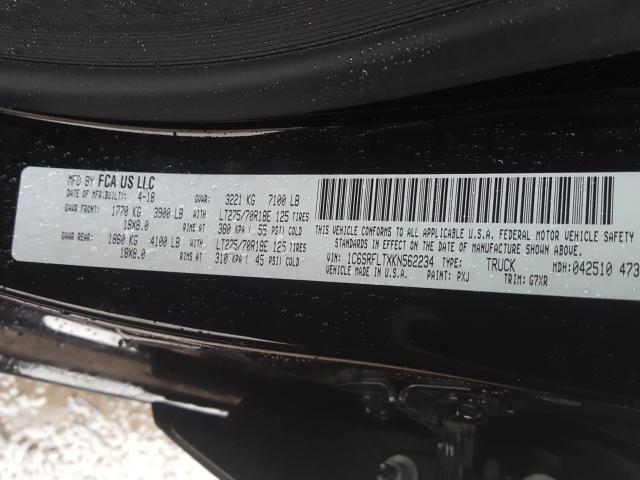 MFD BY FCA US LLC
DATE OF MFR(BUILT): 4-18 GVWR: 3221 KG 7100 LB
GAWR FRONT: 1770 KG 3900 LB WITH LT275/70R18E 125 TIRES
18X8.0 RIMS AT 380 KPA ( 55 PSI) COLD
GAWR REAR: 1860 KG 4100 LB WITH LT275/70R18E 125 TIRES
18X8.0 RIMS AT 310 KPA ( 45 PSI) COLD
THIS VEHICLE CONFORMS TO ALL APPLICABLE U.S.A. FEDERAL MOTOR VEHICLE SAFETY
STANDARDS IN EFFECT ON THE DATE OF MANUFACTURE SHOWN ABOVE.
VIN: 1C6SRFLTXKN562234 TYPE: TRUCK MDH: 042510 473
PAINT: PXJ TRIM: G7XR